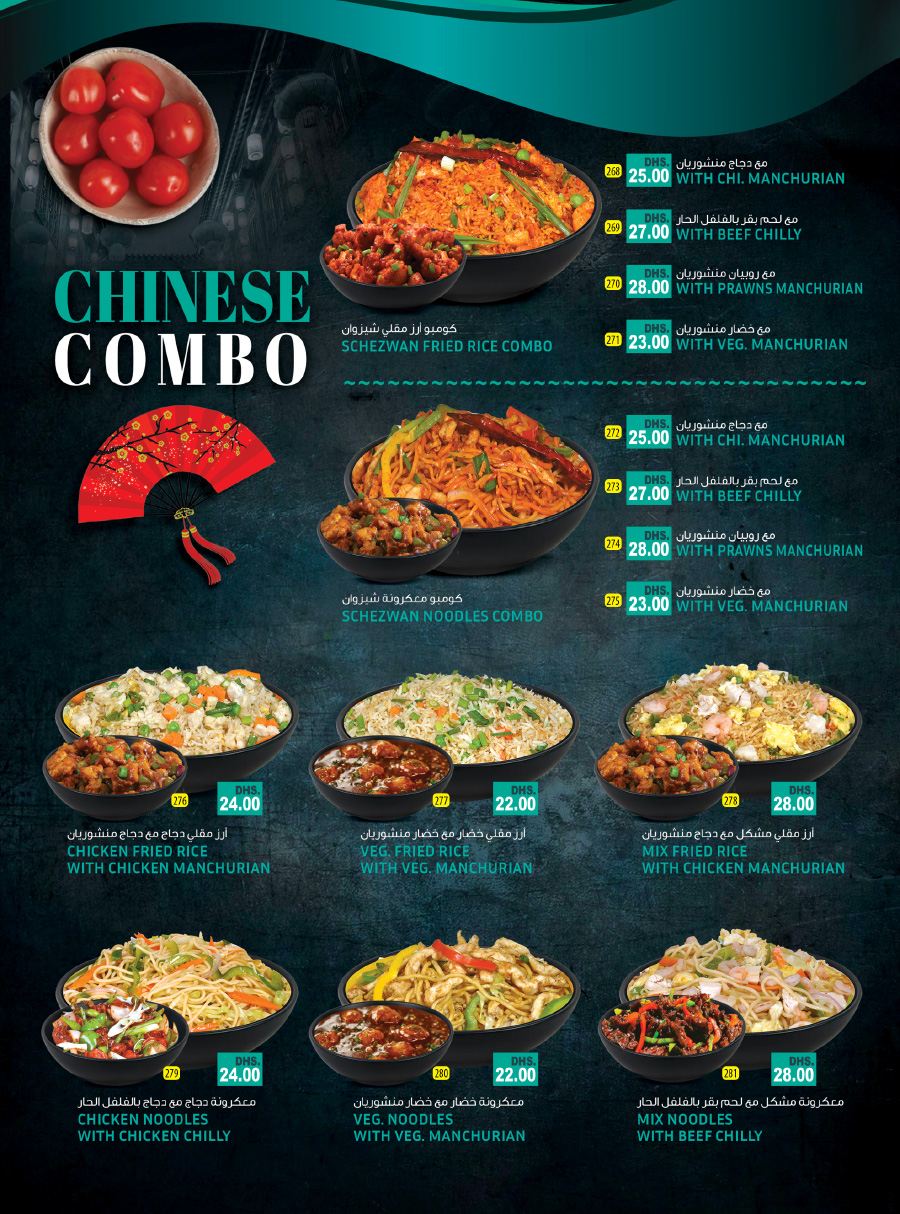 CHINESE
COMBO
كومبو أرز مقلي شيزوان
SCHEZWAN FRIED RICE COMBO
268 DHS. 25.00 مع دجاج منشوريان
WITH CHI. MANCHURIAN
269 DHS. 27.00 مع لحم بقر بالفلفل الحار
WITH BEEF CHILLY
270 DHS. 28.00 مع روبيان منشوريان
WITH PRAWNS MANCHURIAN
271 DHS. 23.00 مع خضار منشوريان
WITH VEG. MANCHURIAN
كومبو معكرونة شيزوان
SCHEZWAN NOODLES COMBO
272 DHS. 25.00 مع دجاج منشوريان
WITH CHI. MANCHURIAN
273 DHS. 27.00 مع لحم بقر بالفلفل الحار
WITH BEEF CHILLY
274 DHS. 28.00 مع روبيان منشوريان
WITH PRAWNS MANCHURIAN
275 DHS. 23.00 مع خضار منشوريان
WITH VEG. MANCHURIAN
276 DHS. 24.00
أرز مقلي دجاج مع دجاج منشوريان
CHICKEN FRIED RICE
WITH CHICKEN MANCHURIAN
277 DHS. 22.00
أرز مقلي خضار مع خضار منشوريان
VEG. FRIED RICE
WITH VEG. MANCHURIAN
278 DHS. 28.00
أرز مقلي مشكل مع دجاج منشوريان
MIX FRIED RICE
WITH CHICKEN MANCHURIAN
279 DHS. 24.00
معكرونة دجاج مع دجاج بالفلفل الحار
CHICKEN NOODLES
WITH CHICKEN CHILLY
280 DHS. 22.00
معكرونة خضار مع خضار منشوريان
VEG. NOODLES
WITH VEG. MANCHURIAN
281 DHS. 28.00
معكرونة مشكل مع لحم بقر بالفلفل الحار
MIX NOODLES
WITH BEEF CHILLY